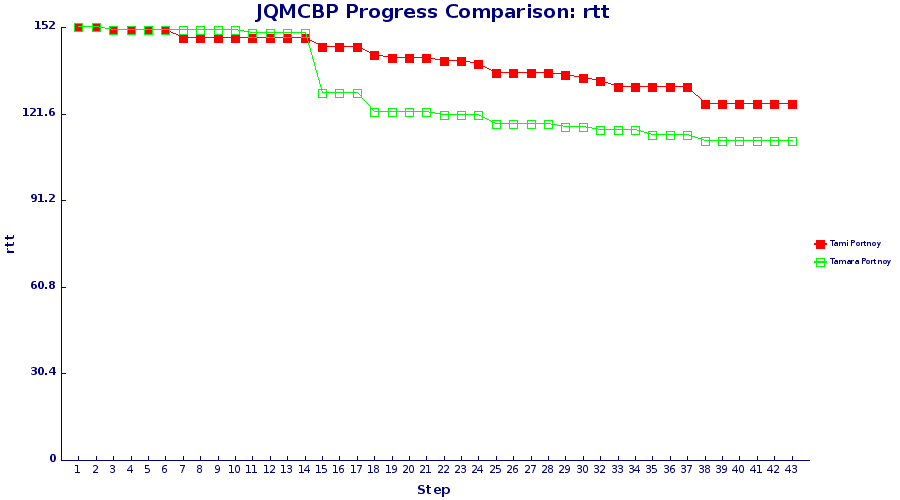 JQMCBP Progress Comparison: rtt
152
121.6
91.2
60.8
30.4
0
rtt
1 2 3 4 5 6 7 8 9 10 11 12 13 14 15 16 17 18 19 20 21 22 23 24 25 26 27 28 29 30 32 33 34 35 36 37 38 39 40 41 42 43
Step
Tami Portnoy
Tamara Portnoy